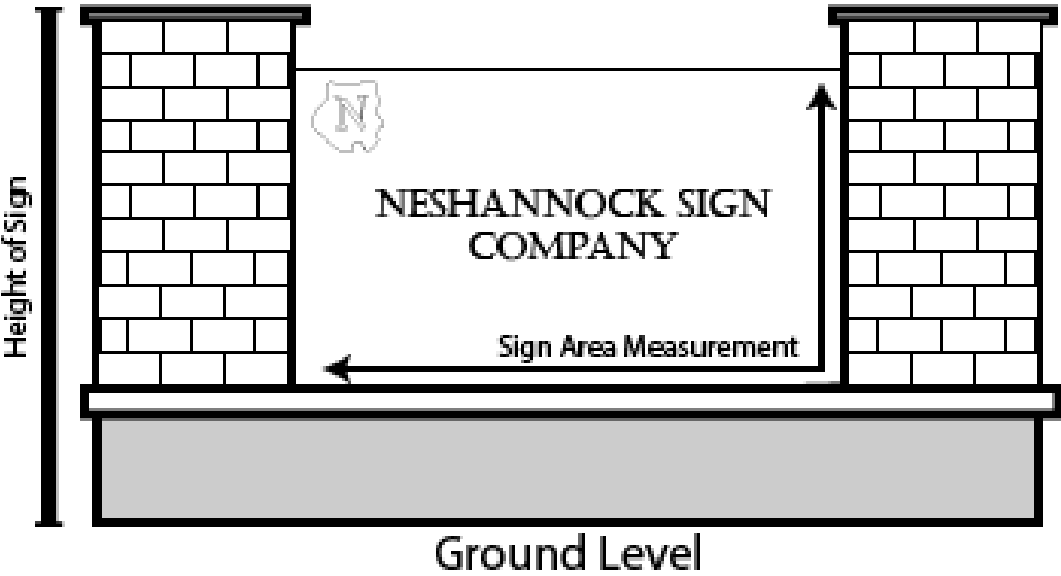 Height of Sign
N
NESHANNOCK SIGN
COMPANY
Sign Area Measurement
Ground Level